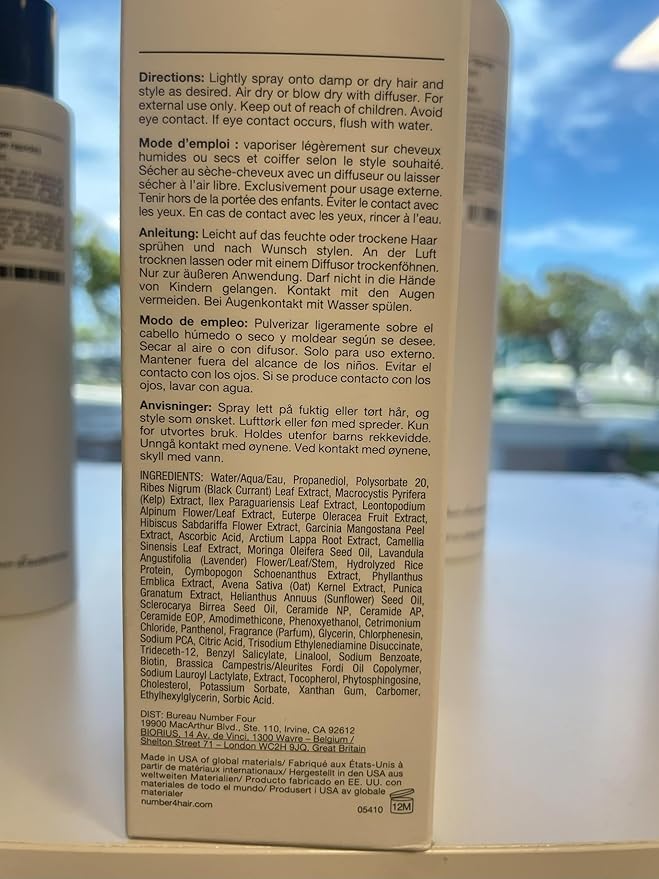 Directions: Lightly spray onto damp or dry hair and
style as desired. Air dry or blow dry with diffuser. For
external use only. Keep out of reach of children. Avoid
eye contact. If eye contact occurs, flush with water.
Mode d'emploi : vaporiser légèrement sur cheveux
humides ou secs et coiffer selon le style souhaité.
Sécher au sèche-cheveux avec un diffuseur ou laisser
sécher à l'air libre. Exclusivement pour usage externe.
Tenir hors de la portée des enfants. Éviter le contact avec
les yeux. En cas de contact avec les yeux, rincer à l'eau.
Anleitung: Leicht auf das feuchte oder trockene Haar
sprühen und nach Wunsch stylen. An der Luft
trocknen lassen oder mit einem Diffusor trockenföhnen.
Nur zur äußeren Anwendung. Darf nicht in die Hände
von Kindern gelangen. Kontakt mit den Augen
vermeiden. Bei Augenkontakt mit Wasser spülen.
Modo de empleo: Pulverizar ligeramente sobre el
cabello húmedo o seco y moldear según se desee.
Secar al aire o con difusor. Solo para uso externo.
Mantener fuera del alcance de los niños. Evitar el
contacto con los ojos. Si se produce contacto con los
ojos, lavar con agua.
Anvisninger: Spray lett på fuktig eller tørt hår, og
style som ønsket. Lufttørk eller føn med spreder. Kun
for utvortes bruk. Holdes utenfor barns rekkevidde.
Unngå kontakt med øynene. Ved kontakt med øynene,
skyll med vann.
INGREDIENTS: Water/Aqua/Eau, Propanediol, Polysorbate 20,
Ribes Nigrum (Black Currant) Leaf Extract, Macrocystis Pyrifera
(Kelp) Extract, Ilex Paraguariensis Leaf Extract, Leontopodium
Alpinum Flower/Leaf Extract, Euterpe Oleracea Fruit Extract,
Hibiscus Sabdariffa Flower Extract, Garcinia Mangostana Peel
Extract, Ascorbic Acid, Arctium Lappa Root Extract, Camellia
Sinensis Leaf Extract, Moringa Oleifera Seed Oil, Lavandula
Angustifolia (Lavender) Flower/Leaf/Stem, Hydrolyzed Rice
Protein, Cymbopogon Schoenanthus Extract, Phyllanthus
Emblica Extract, Avena Sativa (Oat) Kernel Extract, Punica
Granatum Extract, Helianthus Annuus (Sunflower) Seed Oil,
Sclerocarya Birrea Seed Oil, Ceramide NP, Ceramide AP,
Ceramide EOP, Amodimethicone, Phenoxyethanol, Cetrimonium
Chloride, Panthenol, Fragrance (Parfum), Glycerin, Chlorphenesin,
Sodium PCA, Citric Acid, Trisodium Ethylenediamine Disuccinate,
Trideceth-12, Benzyl Salicylate, Linalool, Sodium Benzoate,
Biotin, Brassica Campestris/Aleurites Fordi Oil Copolymer,
Sodium Lauroyl Lactylate, Extract, Tocopherol, Phytosphingosine,
Cholesterol, Potassium Sorbate, Xanthan Gum, Carbomer,
Ethylhexylglycerin, Sorbic Acid.
DIST: Bureau Number Four
19900 MacArthur Blvd., Ste. 110, Irvine, CA 92612
BIORIUS, 14 Av. de Vinci, 1300 Wavre – Belgium /
Shelton Street 71 – London WC2H 9JQ, Great Britain
Made in USA of global materials/ Fabriqué aux États-Unis à
partir de matériaux internationaux/ Hergestellt in den USA aus
weltweiten Materialien/ Producto fabricado en EE. UU. con
materiales de todo el mundo/ Produsert i USA av globale
materialer
number4hair.com
05410 12M